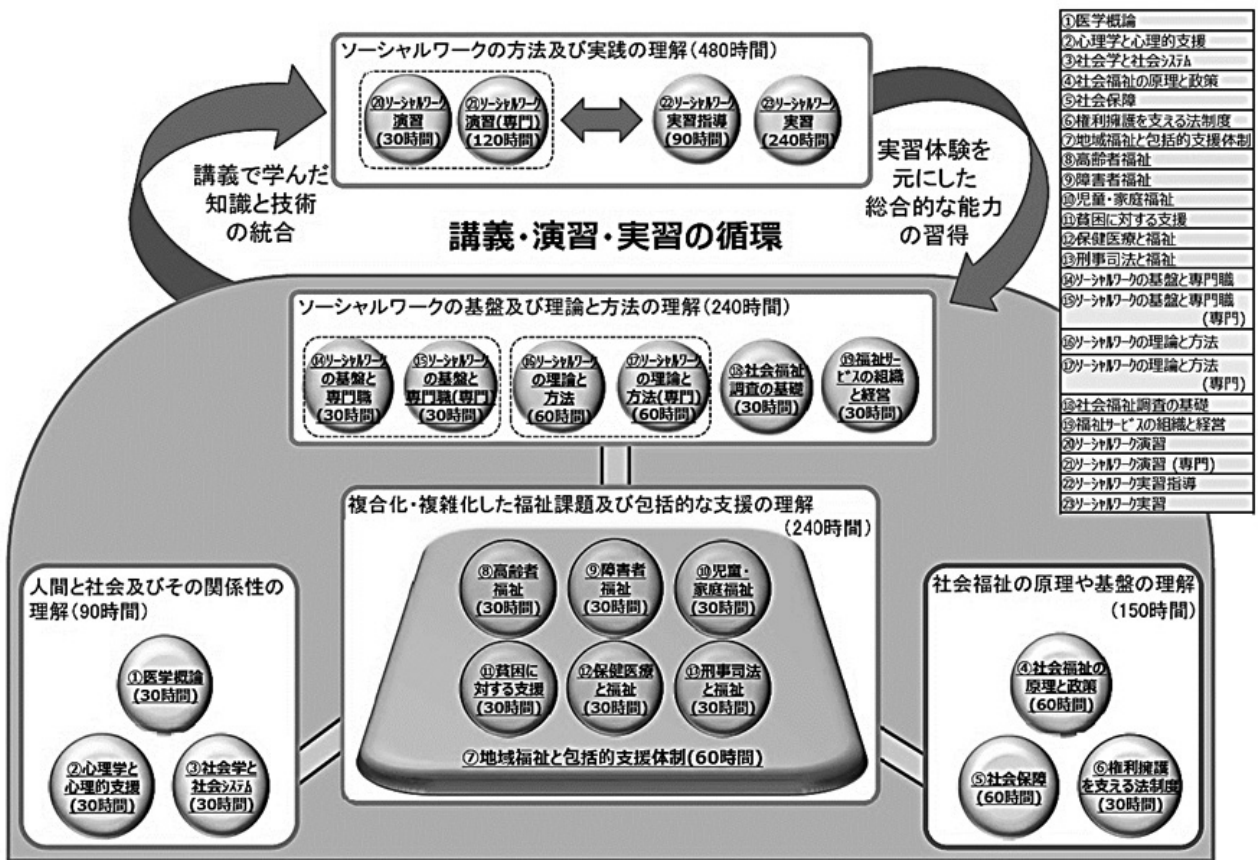 ソーシャルワークの方法及び実践の理解(480時間)
⑳ソーシャルワーク
演習
(30時間)
㉑ソーシャルワーク
演習(専門)
(120時間)
㉒ソーシャルワーク
実習指導
(90時間)
㉓ソーシャルワーク
実習
(240時間)
講義で学んだ
知識と技術
の統合
実習体験を
元にした
総合的な能力
の習得
講義・演習・実習の循環
ソーシャルワークの基盤及び理論と方法の理解(240時間)
⑭ソーシャルワーク
の基盤と
専門職
(30時間)
⑮ソーシャルワーク
の基盤と
専門職(専門)
(30時間)
⑯ソーシャルワーク
の理論と
方法
(60時間)
⑰ソーシャルワーク
の理論と
方法(専門)
(60時間)
⑱社会福祉
調査の基礎
(30時間)
⑲福祉サー
ビスの組織
と経営
(30時間)
複合化・複雑化した福祉課題及び包括的な支援の理解
(240時間)
⑧高齢者
福祉
(30時間)
⑨障害者
福祉
(30時間)
⑩児童・
家庭福祉
(30時間)
⑪貧困に
対する支援
(30時間)
⑫保健医療
と福祉
(30時間)
⑬刑事司法
と福祉
(30時間)
⑦地域福祉と包括的支援体制(60時間)
人間と社会及びその関係性の
理解(90時間)
①医学概論
(30時間)
②心理学と
心理的支援
(30時間)
③社会学と
社会システム
(30時間)
社会福祉の原理や基盤の理解
(150時間)
④社会福祉の
原理と政策
(60時間)
⑤社会保障
(60時間)
⑥権利擁護
を支える法制度
(30時間)
①医学概論
②心理学と心理的支援
③社会学と社会システム
④社会福祉の原理と政策
⑤社会保障
⑥権利擁護を支える法制度
⑦地域福祉と包括的支援体制
⑧高齢者福祉
⑨障害者福祉
⑩児童・家庭福祉
⑪貧困に対する支援
⑫保健医療と福祉
⑬刑事司法と福祉
⑭ソーシャルワークの基盤と専門職
⑮ソーシャルワークの基盤と専門職
(専門)
⑯ソーシャルワークの理論と方法
⑰ソーシャルワークの理論と方法
(専門)
⑱社会福祉調査の基礎
⑲福祉サービスの組織と経営
⑳ソーシャルワーク演習
㉑ソーシャルワーク演習(専門)
㉒ソーシャルワーク実習指導
㉓ソーシャルワーク実習